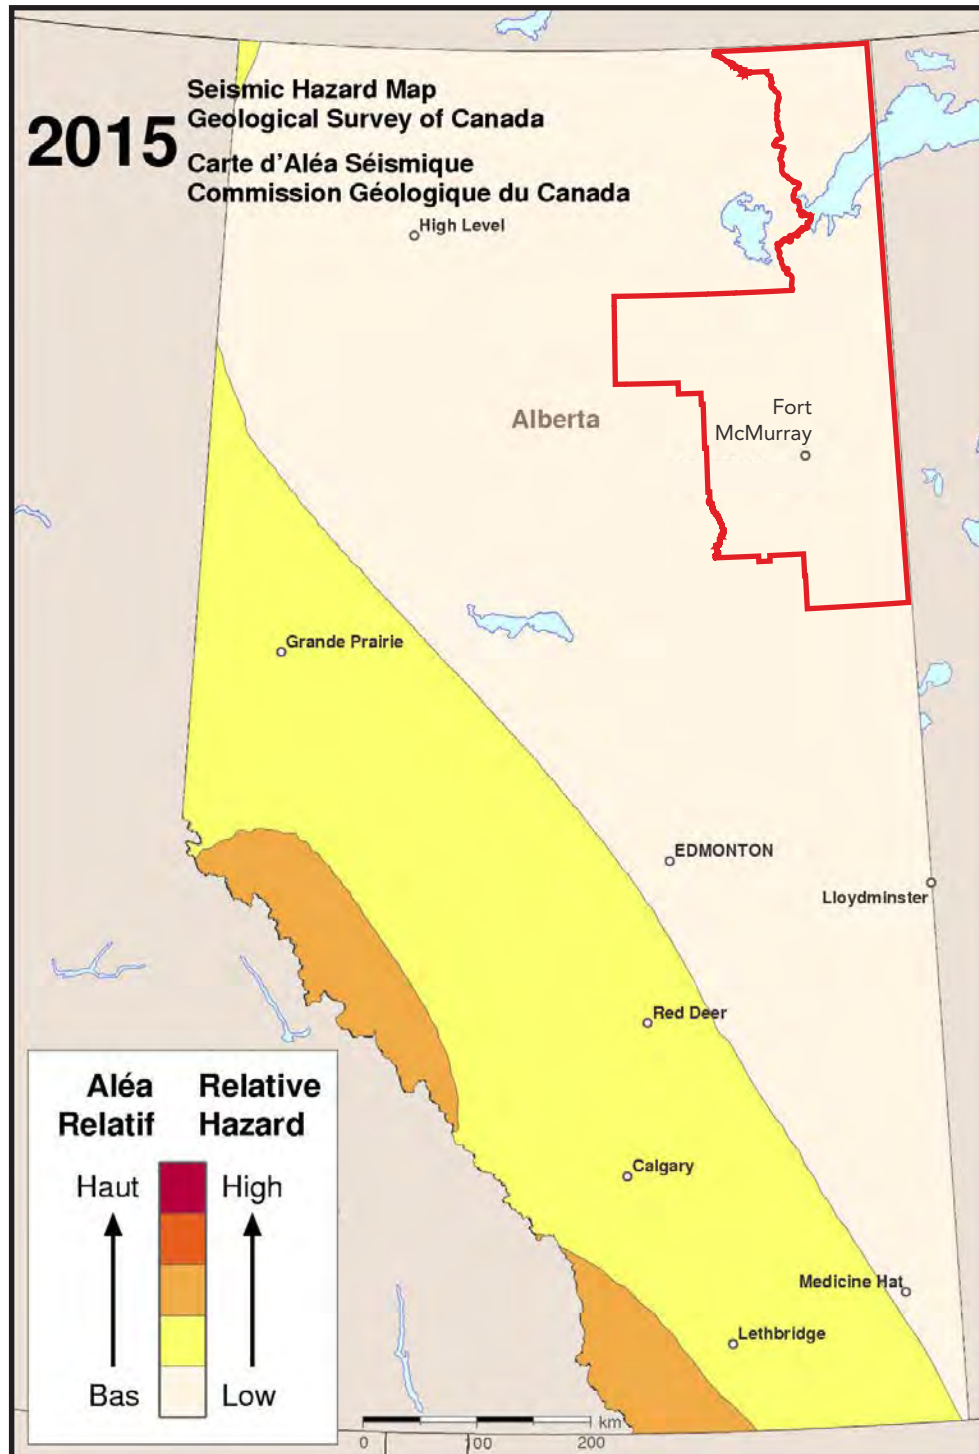 2015
Seismic Hazard Map
Geological Survey of Canada
Carte d'Aléa Séismique
Commission Géologique du Canada
High Level
Alberta
Fort
McMurray
Grande Prairie
EDMONTON
Lloydminster
Red Deer
Calgary
Medicine Hat
Lethbridge
Aléa Relatif
Relative Hazard
Haut
High
Bas
Low
km
0 100 200